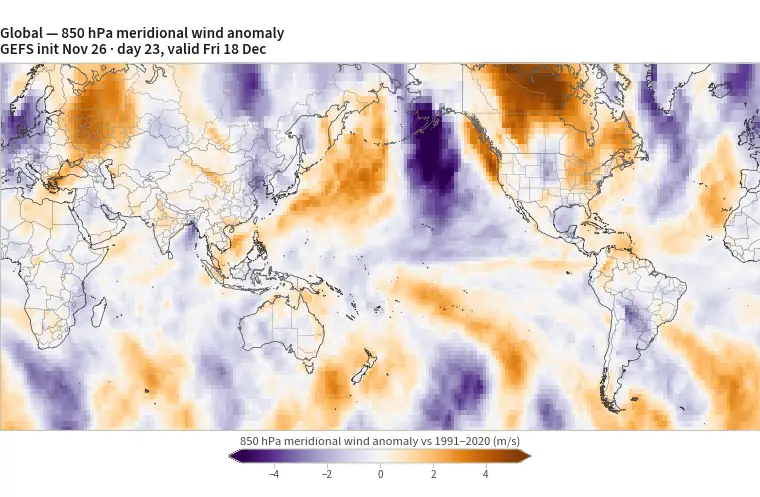 Global — 850 hPa meridional wind anomaly
GEFS init Nov 26 · day 23, valid Fri 18 Dec
850 hPa meridional wind anomaly vs 1991–2020 (m/s)
−4 −2 0 2 4